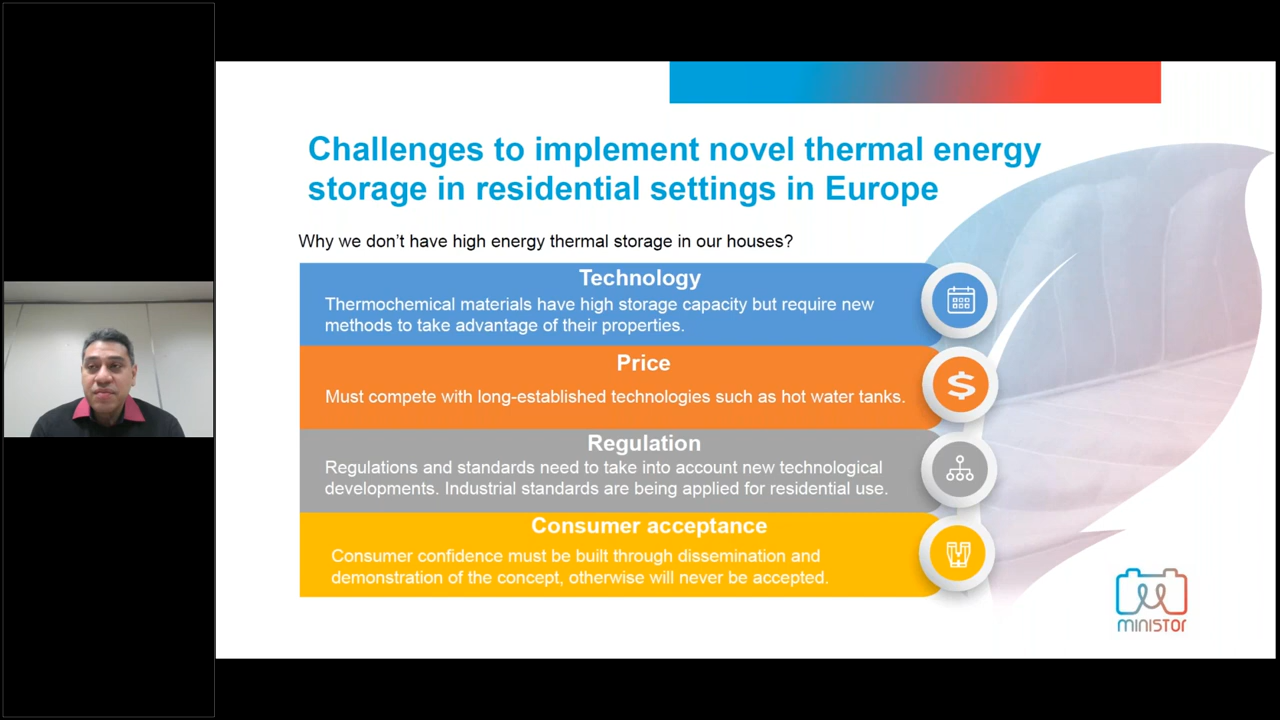 Challenges to implement novel thermal energy
storage in residential settings in Europe
Why we don't have high energy thermal storage in our houses?
Technology
Thermochemical materials have high storage capacity but require new
methods to take advantage of their properties.
Price
Must compete with long-established technologies such as hot water tanks.
$
Regulation
Regulations and standards need to take into account new technological
developments. Industrial standards are being applied for residential use.
Consumer acceptance
Consumer confidence must be built through dissemination and
demonstration of the concept, otherwise will never be accepted.
MINISTOR